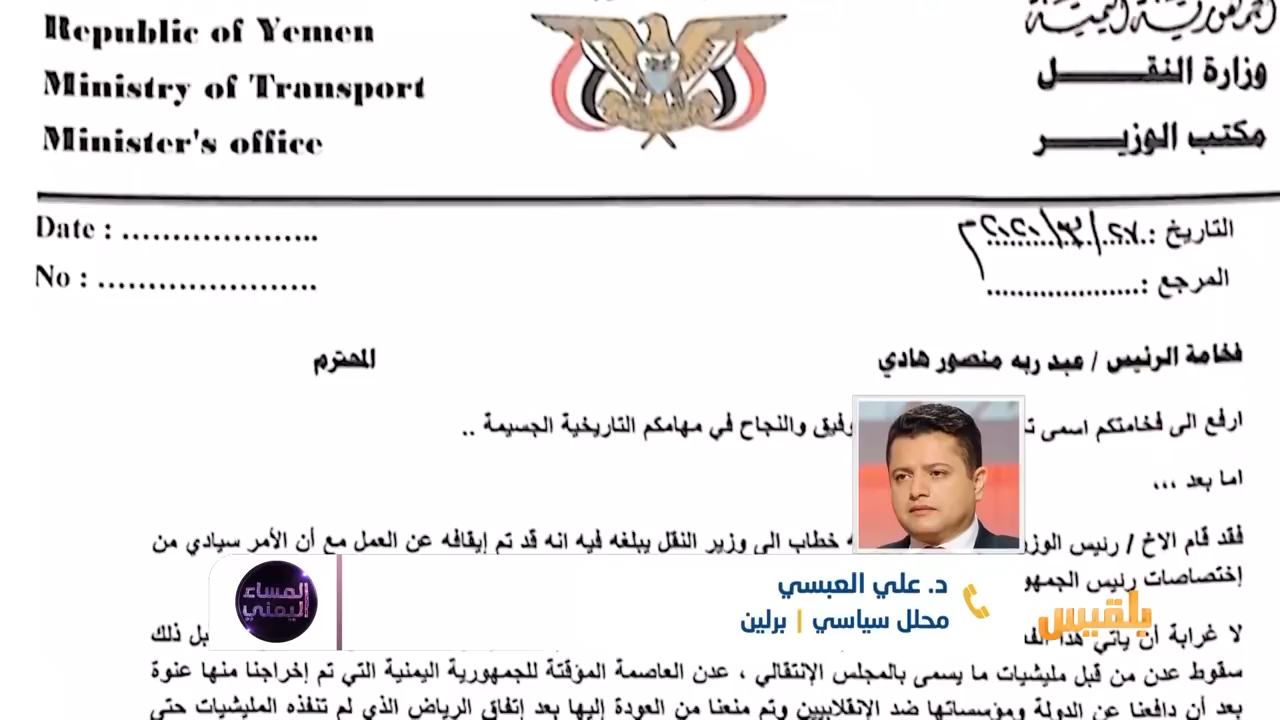 Republic of Yemen
Ministry of Transport
Minister's office
الجمهورية اليمنية
وزارة النقل
مكتب الوزير
Date : ...................
No : .....................
التاريخ : ٢٧/٣/٢٠٢٠م
المرجع : ...................
فخامة الرئيس / عبد ربه منصور هادي المحترم
ارفع الى فخامتكم اسمى وفيق والنجاح في مهامكم التاريخية الجسيمة ..
اما بعد ...
فقد قام الاخ / رئيس خطاب الى وزير النقل يبلغه فيه انه قد تم إيقافه عن العمل مع أن الأمر سيادي من
إختصاصات رئيس
لا غرابة أن يأتي هذا ذلك
سقوط عدن من قبل مليشيات ما يسمى بالمجلس الإنتقالي ، عدن العاصمة المؤقتة للجمهورية اليمنية التي تم إخراجنا منها عنوة
بعد أن دافعنا عن الدولة ومؤسساتها ضد الانقلابيين وتم منعنا من العودة إليها بعد إتفاق الرياض الذي لم تنفذه المليشيات حتى
د. علي العبسي
محلل سياسي | برلين
المساء
اليمني
بلقيس